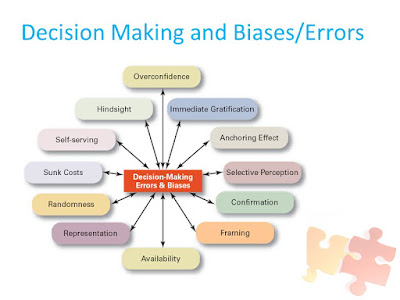 Decision Making and Biases/Errors
Overconfidence
Hindsight
Immediate Gratification
Self-serving
Anchoring Effect
Sunk Costs
Decision-Making
Errors & Biases
Selective Perception
Randomness
Confirmation
Representation
Framing
Availability